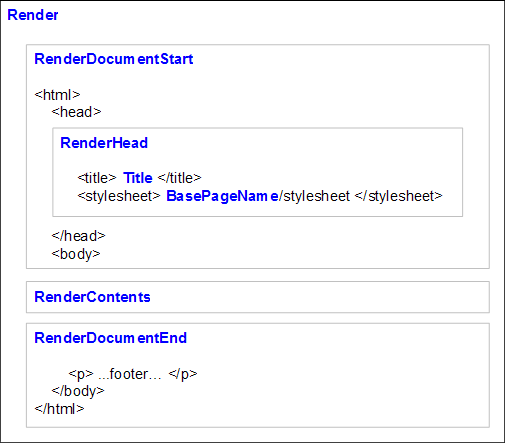 Render
RenderDocumentStart
<html>
<head>
RenderHead
<title> Title </title>
<stylesheet> BasePageName/stylesheet </stylesheet>
</head>
<body>
RenderContents
RenderDocumentEnd
<p> ...footer... </p>
</body>
</html>